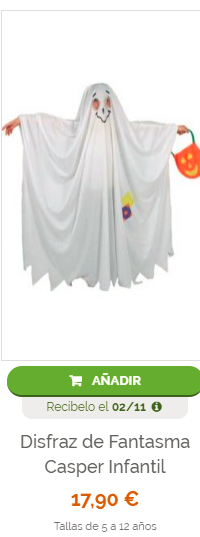 AÑADIR
Recíbelo el 02/11
Disfraz de Fantasma
Casper Infantil
17,90 €
Tallas de 5 a 12 años